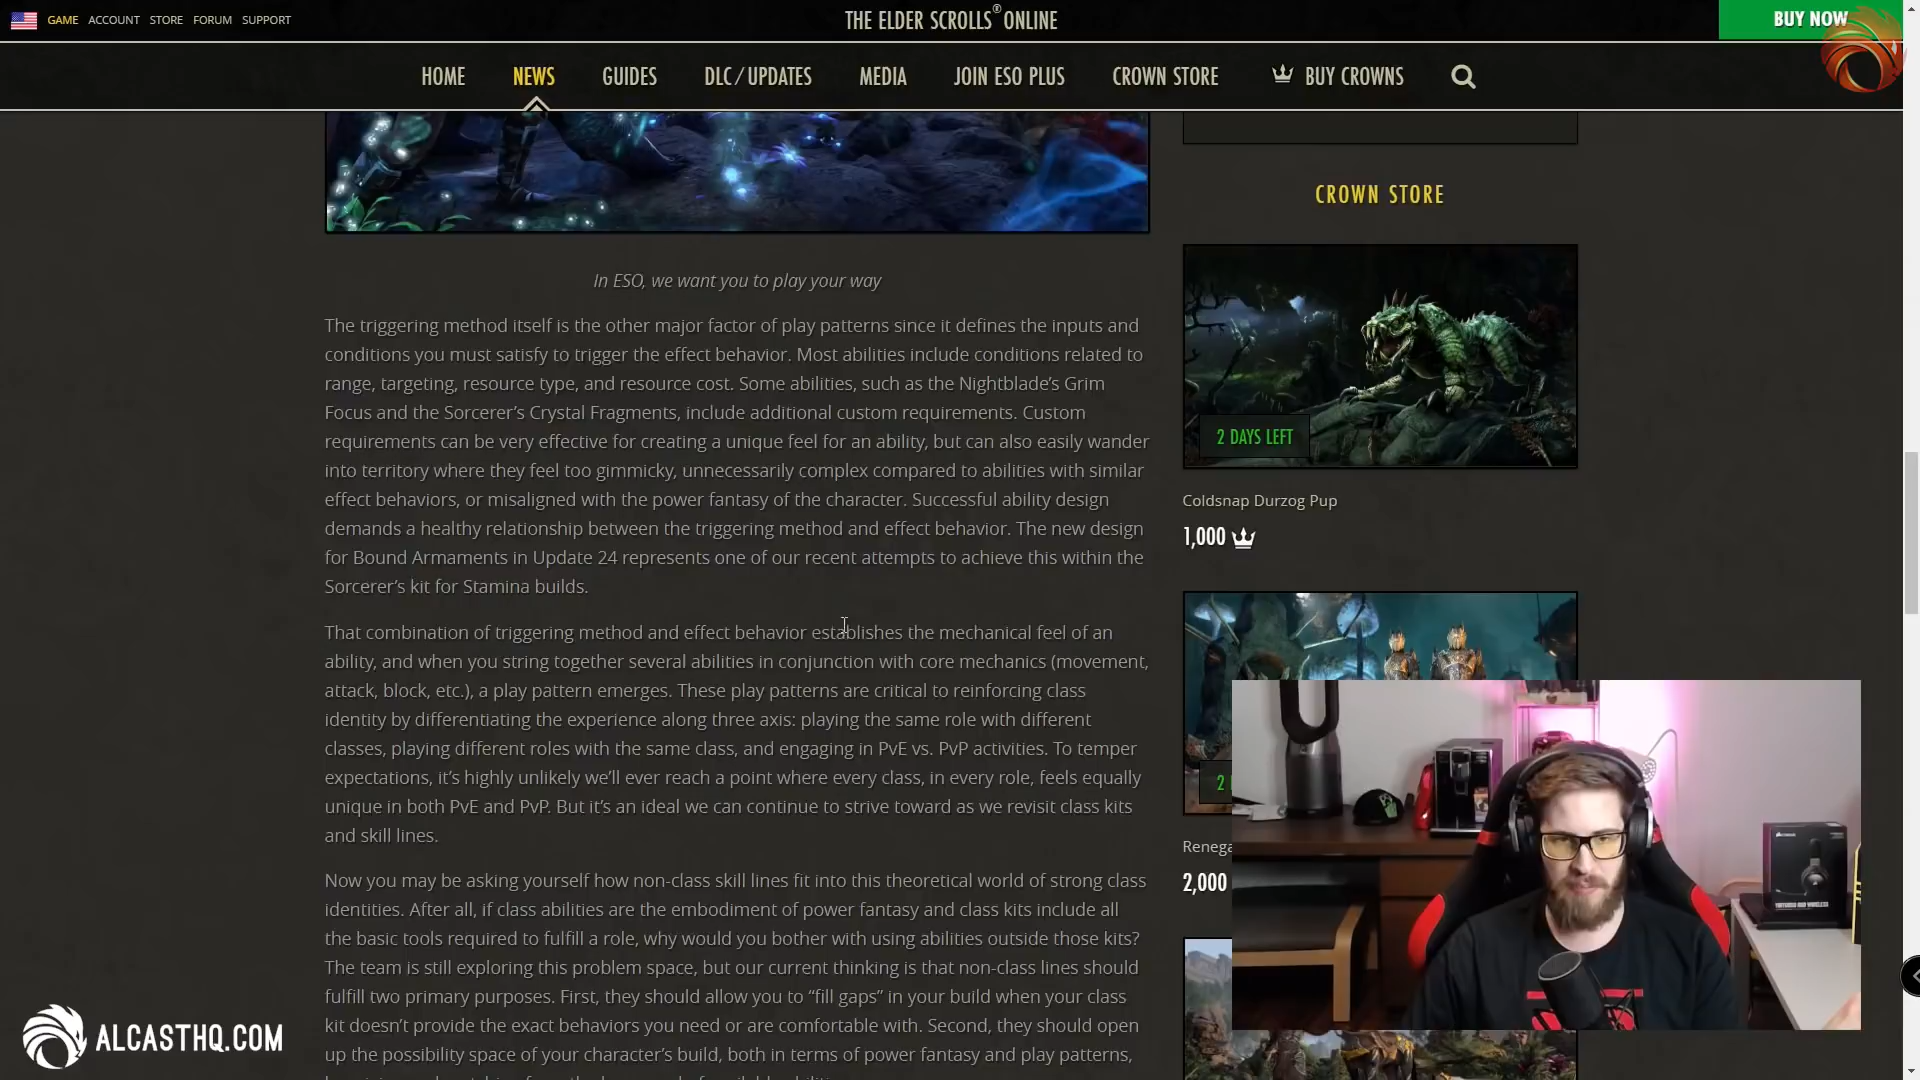 GAME ACCOUNT STORE FORUM SUPPORT
THE ELDER SCROLLS® ONLINE
BUY NOW
HOME NEWS GUIDES DLC / UPDATES MEDIA JOIN ESO PLUS CROWN STORE BUY CROWNS
In ESO, we want you to play your way
The triggering method itself is the other major factor of play patterns since it defines the inputs and
conditions you must satisfy to trigger the effect behavior. Most abilities include conditions related to
range, targeting, resource type, and resource cost. Some abilities, such as the Nightblade's Grim
Focus and the Sorcerer's Crystal Fragments, include additional custom requirements. Custom
requirements can be very effective for creating a unique feel for an ability, but can also easily wander
into territory where they feel too gimmicky, unnecessarily complex compared to abilities with similar
effect behaviors, or misaligned with the power fantasy of the character. Successful ability design
demands a healthy relationship between the triggering method and effect behavior. The new design
for Bound Armaments in Update 24 represents one of our recent attempts to achieve this within the
Sorcerer's kit for Stamina builds.
That combination of triggering method and effect behavior establishes the mechanical feel of an
ability, and when you string together several abilities in conjunction with core mechanics (movement,
attack, block, etc.), a play pattern emerges. These play patterns are critical to reinforcing class
identity by differentiating the experience along three axis: playing the same role with different
classes, playing different roles with the same class, and engaging in PvE vs. PvP activities. To temper
expectations, it's highly unlikely we'll ever reach a point where every class, in every role, feels equally
unique in both PvE and PvP. But it's an ideal we can continue to strive toward as we revisit class kits
and skill lines.
Now you may be asking yourself how non-class skill lines fit into this theoretical world of strong class
identities. After all, if class abilities are the embodiment of power fantasy and class kits include all
the basic tools required to fulfill a role, why would you bother with using abilities outside those kits?
The team is still exploring this problem space, but our current thinking is that non-class lines should
fulfill two primary purposes. First, they should allow you to “fill gaps” in your build when your class
kit doesn't provide the exact behaviors you need or are comfortable with. Second, they should open
up the possibility space of your character's build, both in terms of power fantasy and play patterns,
CROWN STORE
2 DAYS LEFT
Coldsnap Durzog Pup
1,000
2
Renega
2,000
ALCASTHQ.COM